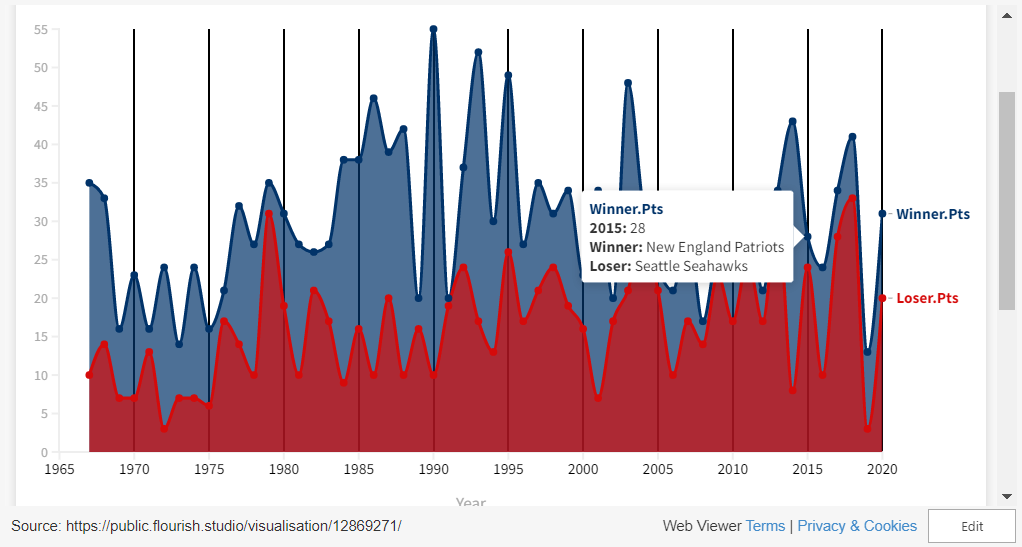 55
50
45
40
35
30
25
20
15
10
5
0
Winner.Pts
2015: 28
Winner: New England Patriots
Loser: Seattle Seahawks
Winner.Pts
Loser.Pts
1965 1970 1975 1980 1985 1990 1995 2000 2005 2010 2015 2020
Year
Source: https://public.flourish.studio/visualisation/12869271/
Web Viewer Terms | Privacy & Cookies
Edit